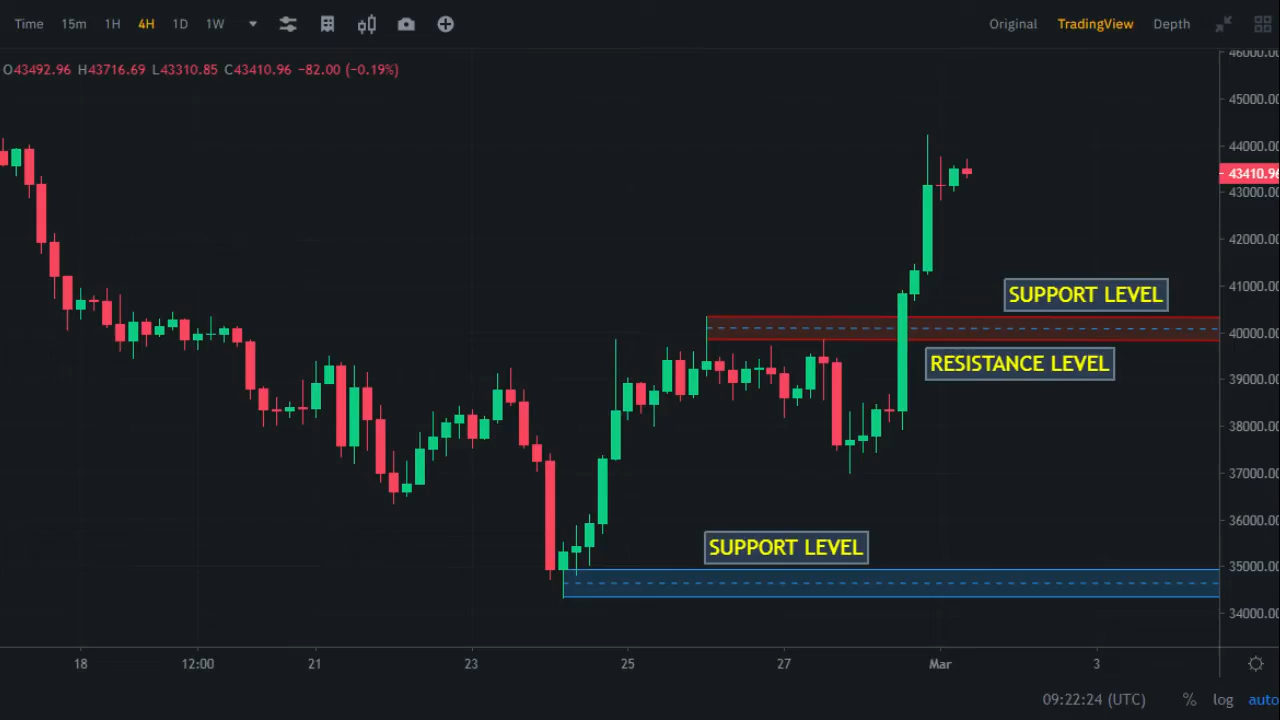 Time 15m 1H 4H 1D 1W Original TradingView Depth
O43492.96 H43716.69 L43310.85 C43410.96 −82.00 (−0.19%)
46000.00
45000.00
44000.00
43410.96
43000.00
42000.00
41000.00
SUPPORT LEVEL
40000.00
RESISTANCE LEVEL
39000.00
38000.00
37000.00
36000.00
SUPPORT LEVEL
35000.00
34000.00
18 12:00 21 23 25 27 Mar 3
09:22:24 (UTC) % log auto